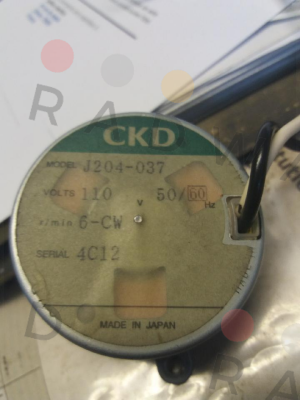 CKD
MODEL J204-037
VOLTS 110 V 50/60 Hz
r/min 6-CW
SERIAL 4C12
MADE IN JAPAN